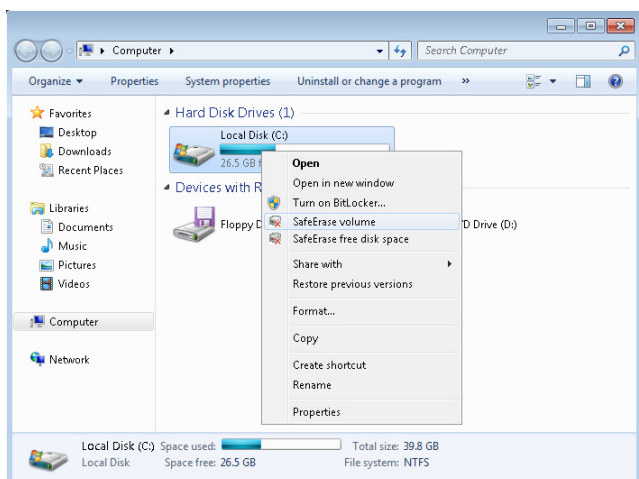 Computer
Search Computer
Organize
Properties
System properties
Uninstall or change a program
»
Favorites
Desktop
Downloads
Recent Places
Libraries
Documents
Music
Pictures
Videos
Computer
Network
Hard Disk Drives (1)
Local Disk (C:)
26.5 GB f
Devices with R
Floppy D
D Drive (D:)
Open
Open in new window
Turn on BitLocker...
SafeErase volume
SafeErase free disk space
Share with
Restore previous versions
Format...
Copy
Create shortcut
Rename
Properties
Local Disk (C:) Space used: Total size: 39.8 GB
Local Disk Space free: 26.5 GB File system: NTFS